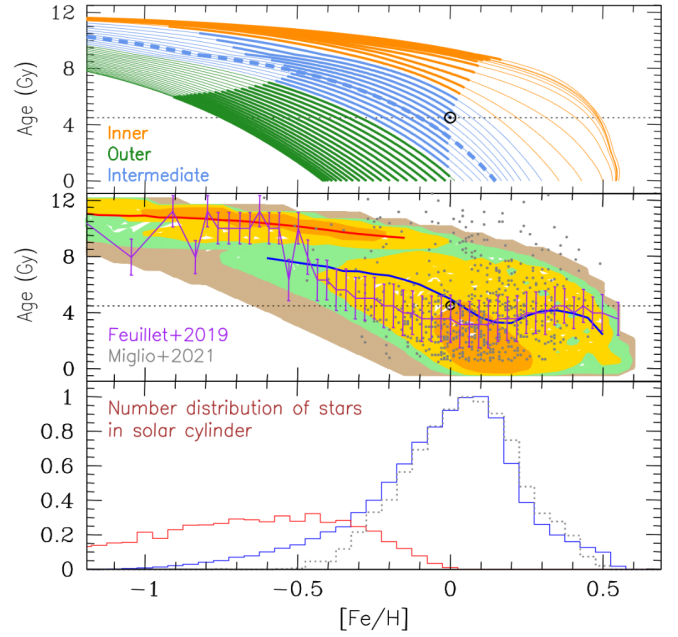 12
8
4
0
Age (Gy)
Inner
Outer
Intermediate
12
8
4
0
Age (Gy)
Feuillet+2019
Miglio+2021
1
0.8
0.6
0.4
0.2
0
Number distribution of stars
in solar cylinder
−1 −0.5 0 0.5
[Fe/H]